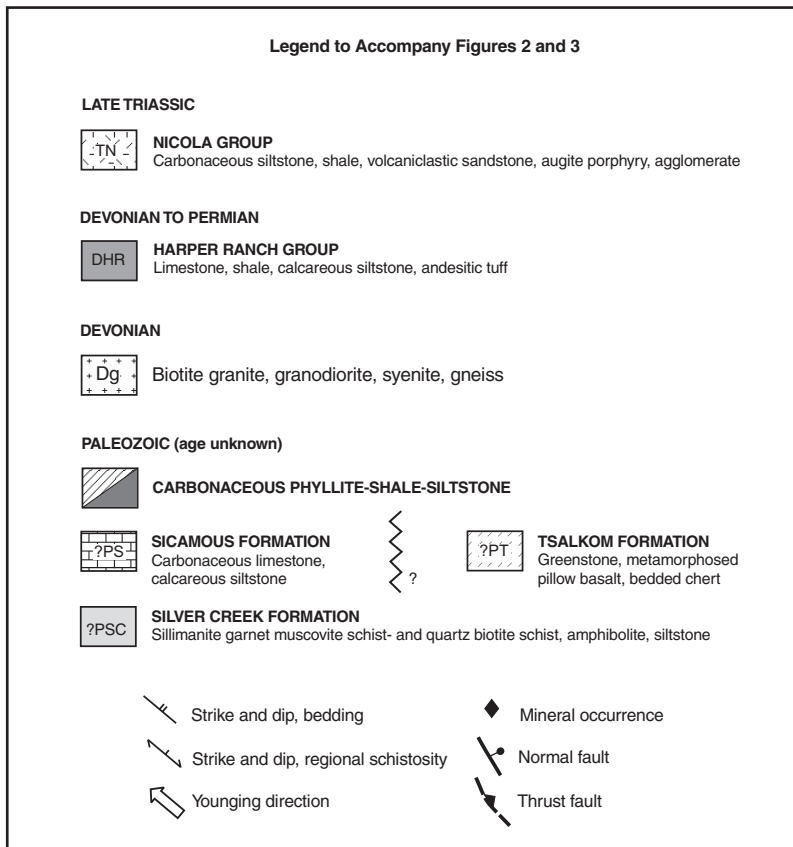 Legend to Accompany Figures 2 and 3
LATE TRIASSIC
TN
NICOLA GROUP
Carbonaceous siltstone, shale, volcaniclastic sandstone, augite porphyry, agglomerate
DEVONIAN TO PERMIAN
DHR
HARPER RANCH GROUP
Limestone, shale, calcareous siltstone, andesitic tuff
DEVONIAN
Dg
Biotite granite, granodiorite, syenite, gneiss
PALEOZOIC (age unknown)
CARBONACEOUS PHYLLITE-SHALE-SILTSTONE
?PS
SICAMOUS FORMATION
Carbonaceous limestone,
calcareous siltstone
?
?PT
TSALKOM FORMATION
Greenstone, metamorphosed
pillow basalt, bedded chert
?PSC
SILVER CREEK FORMATION
Sillimanite garnet muscovite schist- and quartz biotite schist, amphibolite, siltstone
Strike and dip, bedding
Strike and dip, regional schistosity
Younging direction
Mineral occurrence
Normal fault
Thrust fault